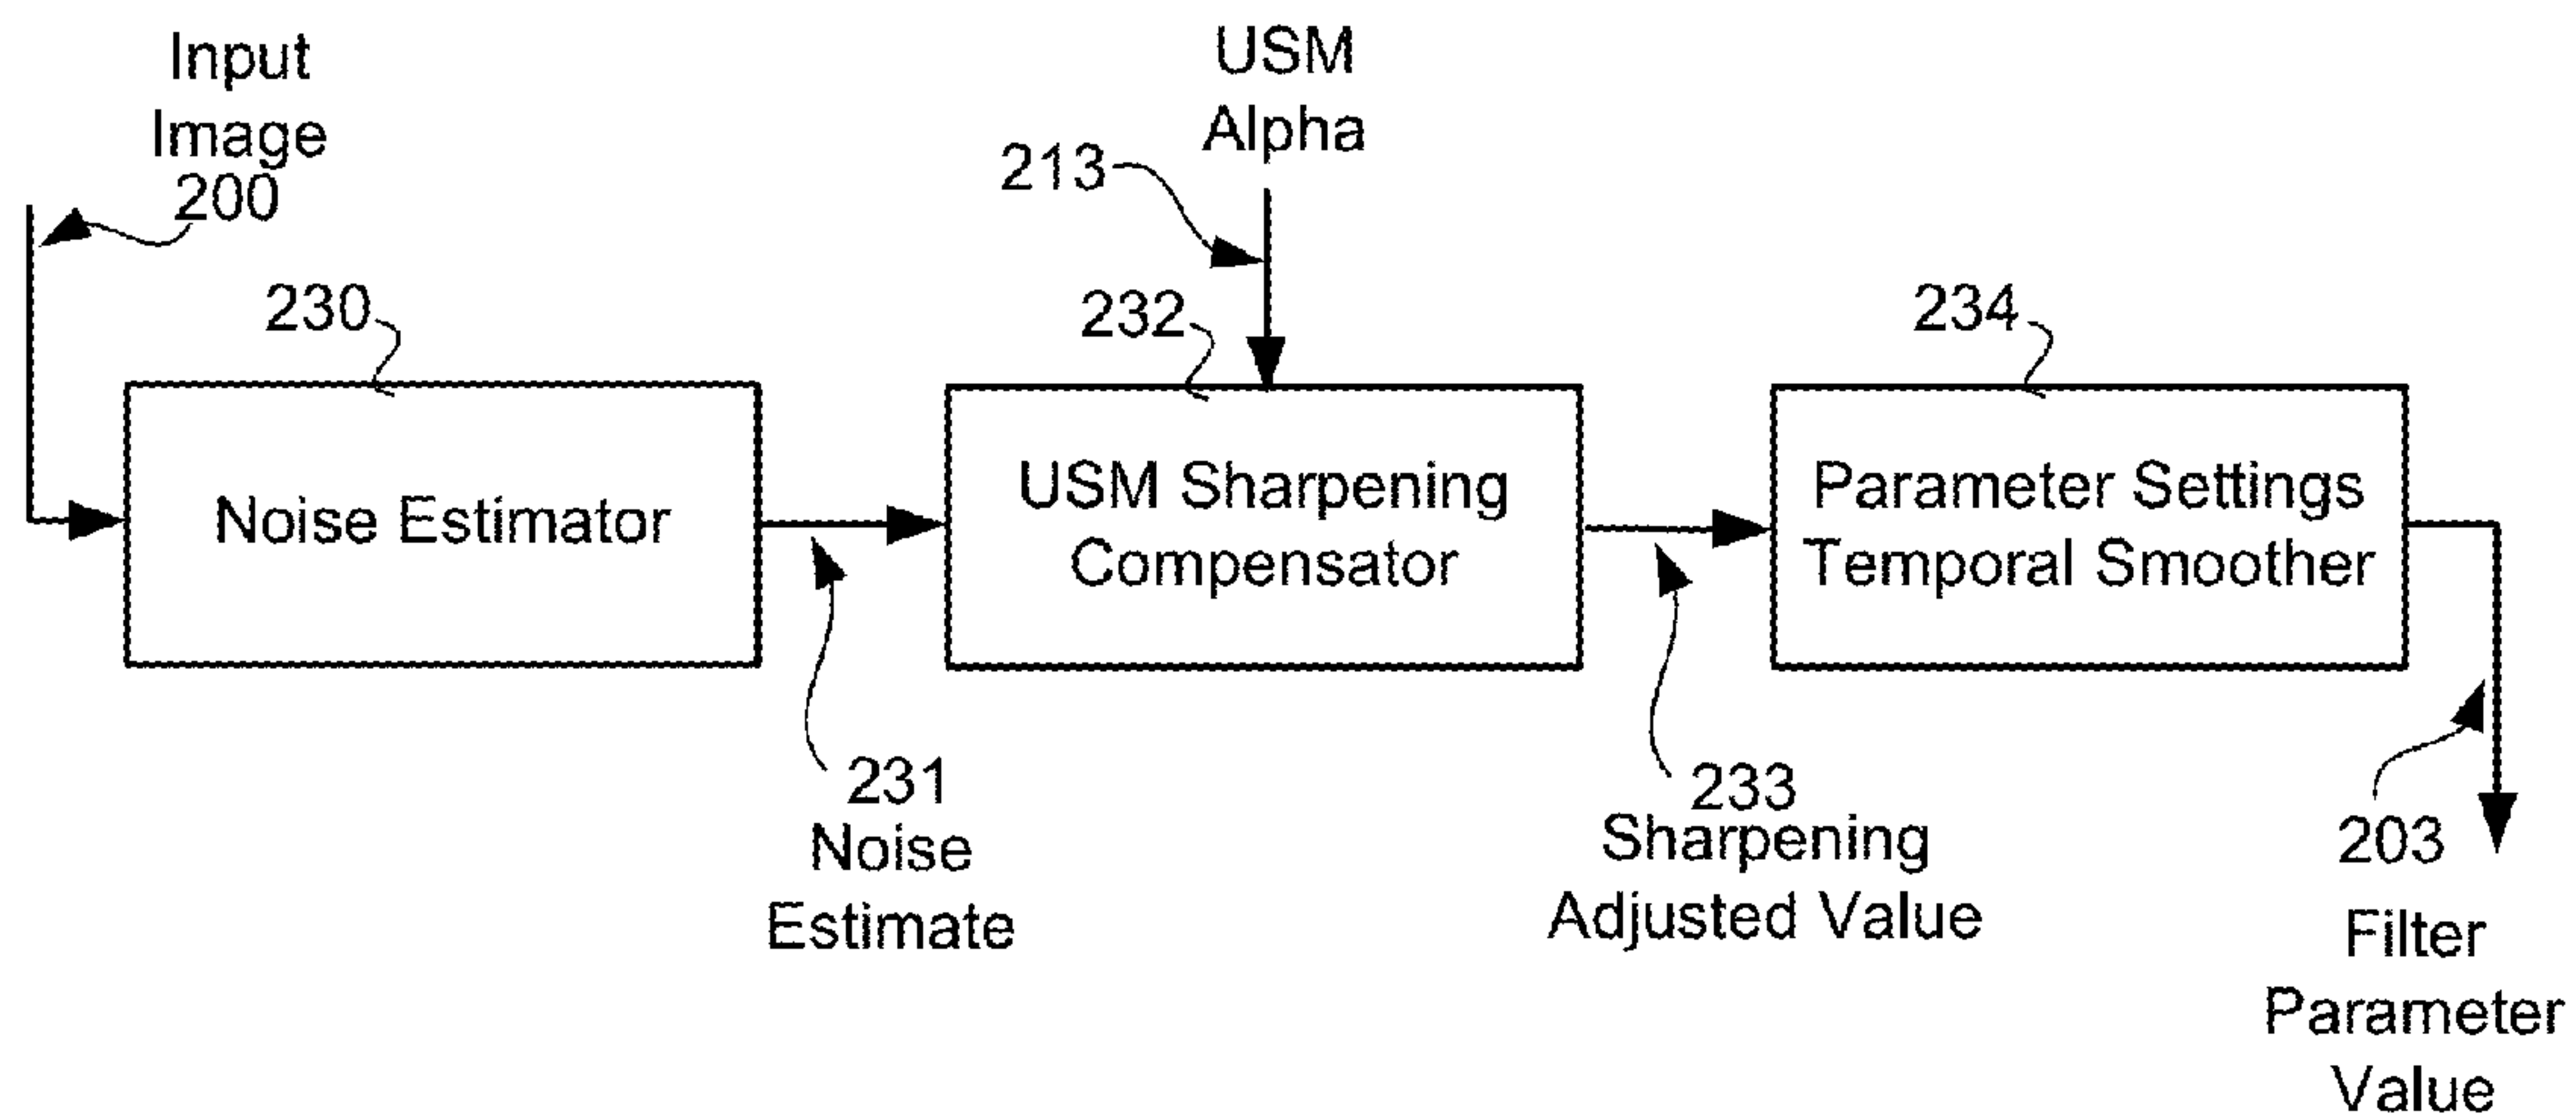 Input
Image
200
USM
Alpha
213
230
232
234
Noise Estimator
USM Sharpening
Compensator
Parameter Settings
Temporal Smoother
231
Noise
Estimate
233
Sharpening
Adjusted Value
203
Filter
Parameter
Value